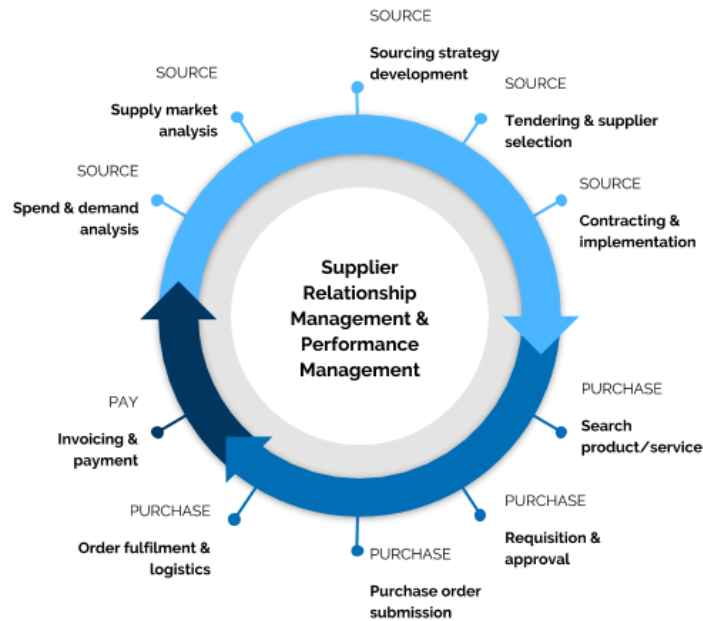 SOURCE
Sourcing strategy
development
SOURCE
Tendering & supplier
selection
SOURCE
Contracting &
implementation
PURCHASE
Search
product/service
PURCHASE
Requisition &
approval
PURCHASE
Purchase order
submission
PURCHASE
Order fulfilment &
logistics
PAY
Invoicing &
payment
SOURCE
Spend & demand
analysis
SOURCE
Supply market
analysis
Supplier
Relationship
Management &
Performance
Management